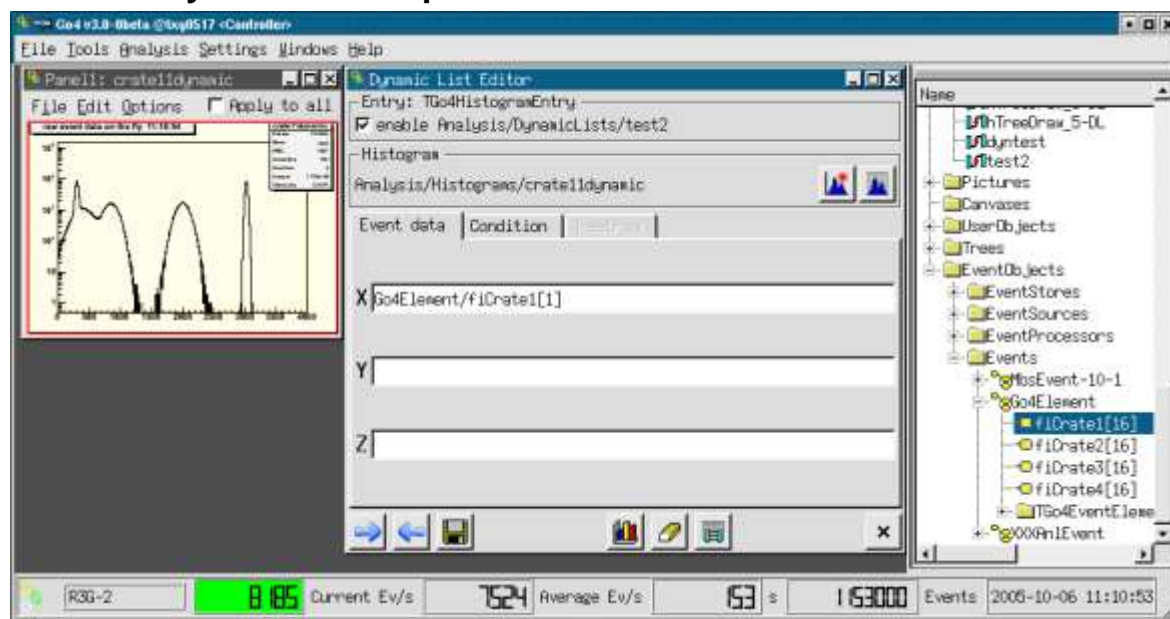 Go4 v3.0-0beta @lxg0517 <Controller>
File Tools Analysis Settings Windows Help
Panel1: crate11dynamic
File Edit Options Apply to all
Dynamic List Editor
Entry: TGo4HistogramEntry
enable Analysis/DynamicLists/test2
Histogram
Analysis/Histograms/crate11dynamic
Event data Condition
X Go4Element/fiCrate1[1]
Y
Z
Name
hTreeDraw_5-DL
dyntest
test2
Pictures
Canvases
UserObjects
Trees
EventObjects
EventStores
EventSources
EventProcessors
Events
MbsEvent-10-1
Go4Element
fiCrate1[16]
fiCrate2[16]
fiCrate3[16]
fiCrate4[16]
TGo4EventEleme
XXXAnlEvent
R3G-2 8185 Current Ev/s 7524 Average Ev/s 153 s 1153000 Events 2005-10-06 11:10:53